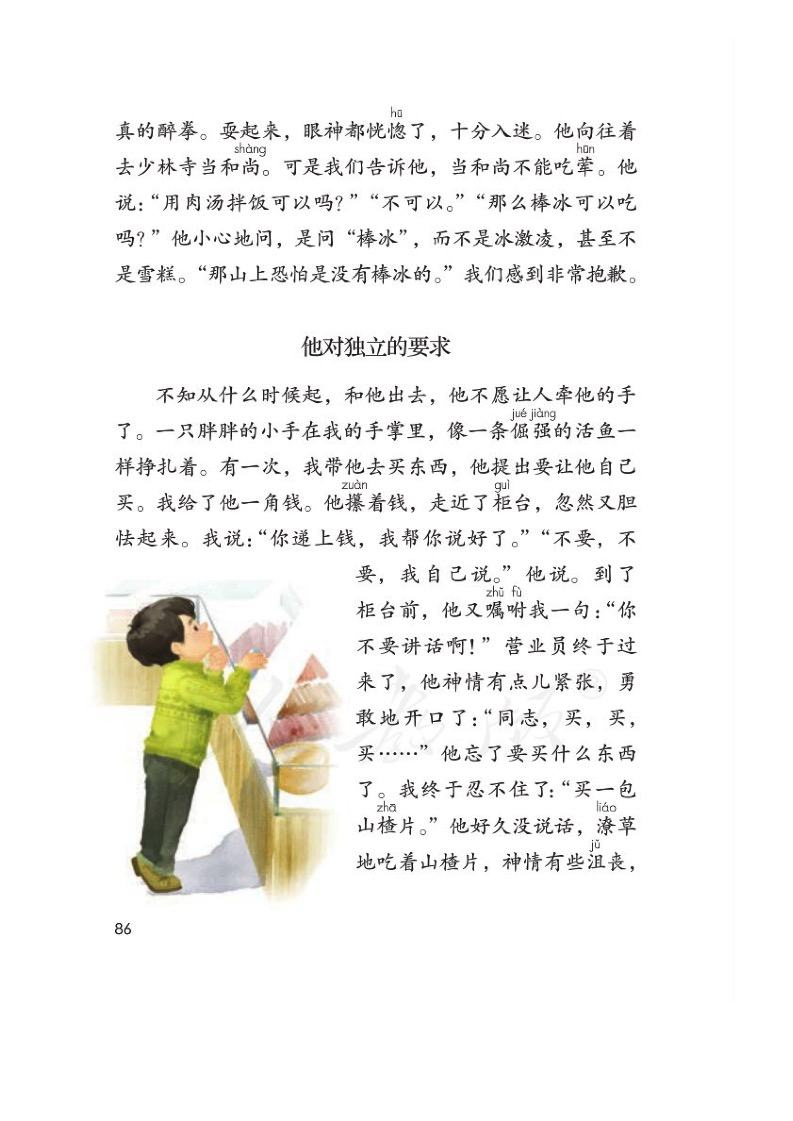 hū
真的醉拳。耍起来，眼神都恍惚了，十分入迷。他向往着
shàng hūn
去少林寺当和尚。可是我们告诉他，当和尚不能吃荤。他
说：“用肉汤拌饭可以吗？”“不可以。”“那么棒冰可以吃
吗？”他小心地问，是问“棒冰”，而不是冰激凌，甚至不
是雪糕。“那山上恐怕是没有棒冰的。”我们感到非常抱歉。
他对独立的要求
不知从什么时候起，和他出去，他不愿让人牵他的手
jué jiàng
了。一只胖胖的小手在我的手掌里，像一条倔强的活鱼一
样挣扎着。有一次，我带他去买东西，他提出要让他自己
zuàn guì
买。我给了他一角钱。他攥着钱，走近了柜台，忽然又胆
怯起来。我说：“你递上钱，我帮你说好了。”“不要，不
要，我自己说。”他说。到了
zhǔ fù
柜台前，他又嘱咐我一句：“你
不要讲话啊！”营业员终于过
来了，他神情有点儿紧张，勇
敢地开口了：“同志，买，买，
买……”他忘了要买什么东西
了。我终于忍不住了：“买一包
zhā liáo
山楂片。”他好久没说话，潦草
jǔ
地吃着山楂片，神情有些沮丧，
86